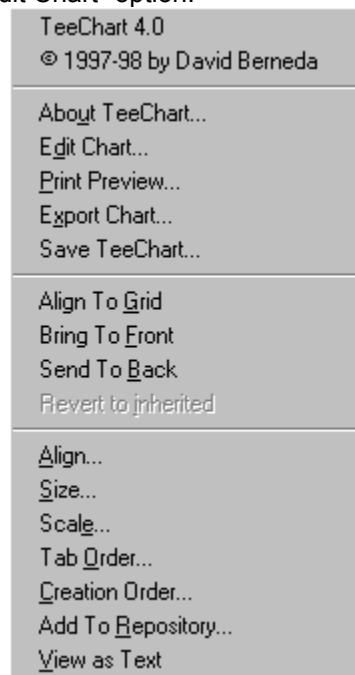 dit Chart" option.
TeeChart 4.0
© 1997-98 by David Berneda
About TeeChart...
Edit Chart...
Print Preview...
Export Chart...
Save TeeChart...
Align To Grid
Bring To Front
Send To Back
Revert to inherited
Align...
Size...
Scale...
Tab Order...
Creation Order...
Add To Repository...
View as Text